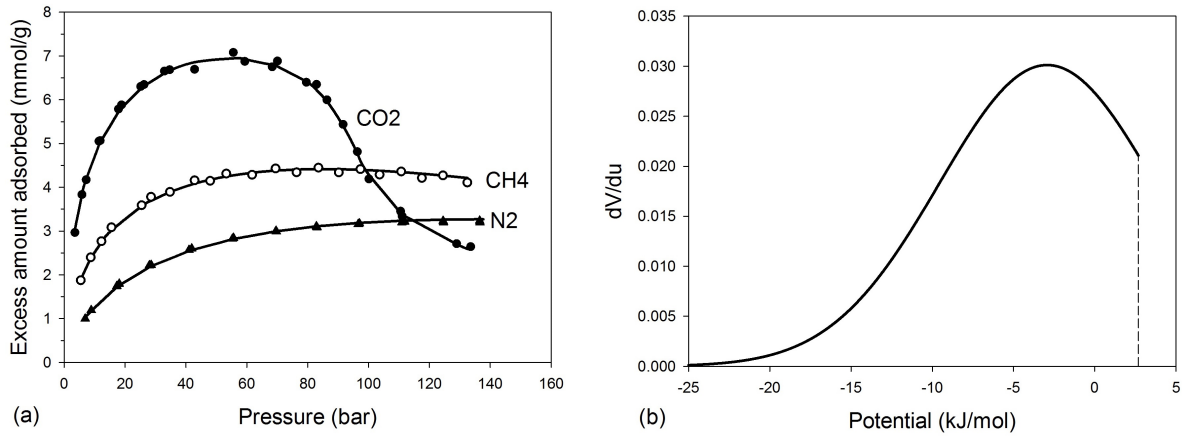 Excess amount adsorbed (mmol/g)
8
7
6
5
4
3
2
1
0
CO2
CH4
N2
0 20 40 60 80 100 120 140 160
Pressure (bar)
(a)
dV/du
0.035
0.030
0.025
0.020
0.015
0.010
0.005
0.000
-25 -20 -15 -10 -5 0 5
Potential (kJ/mol)
(b)